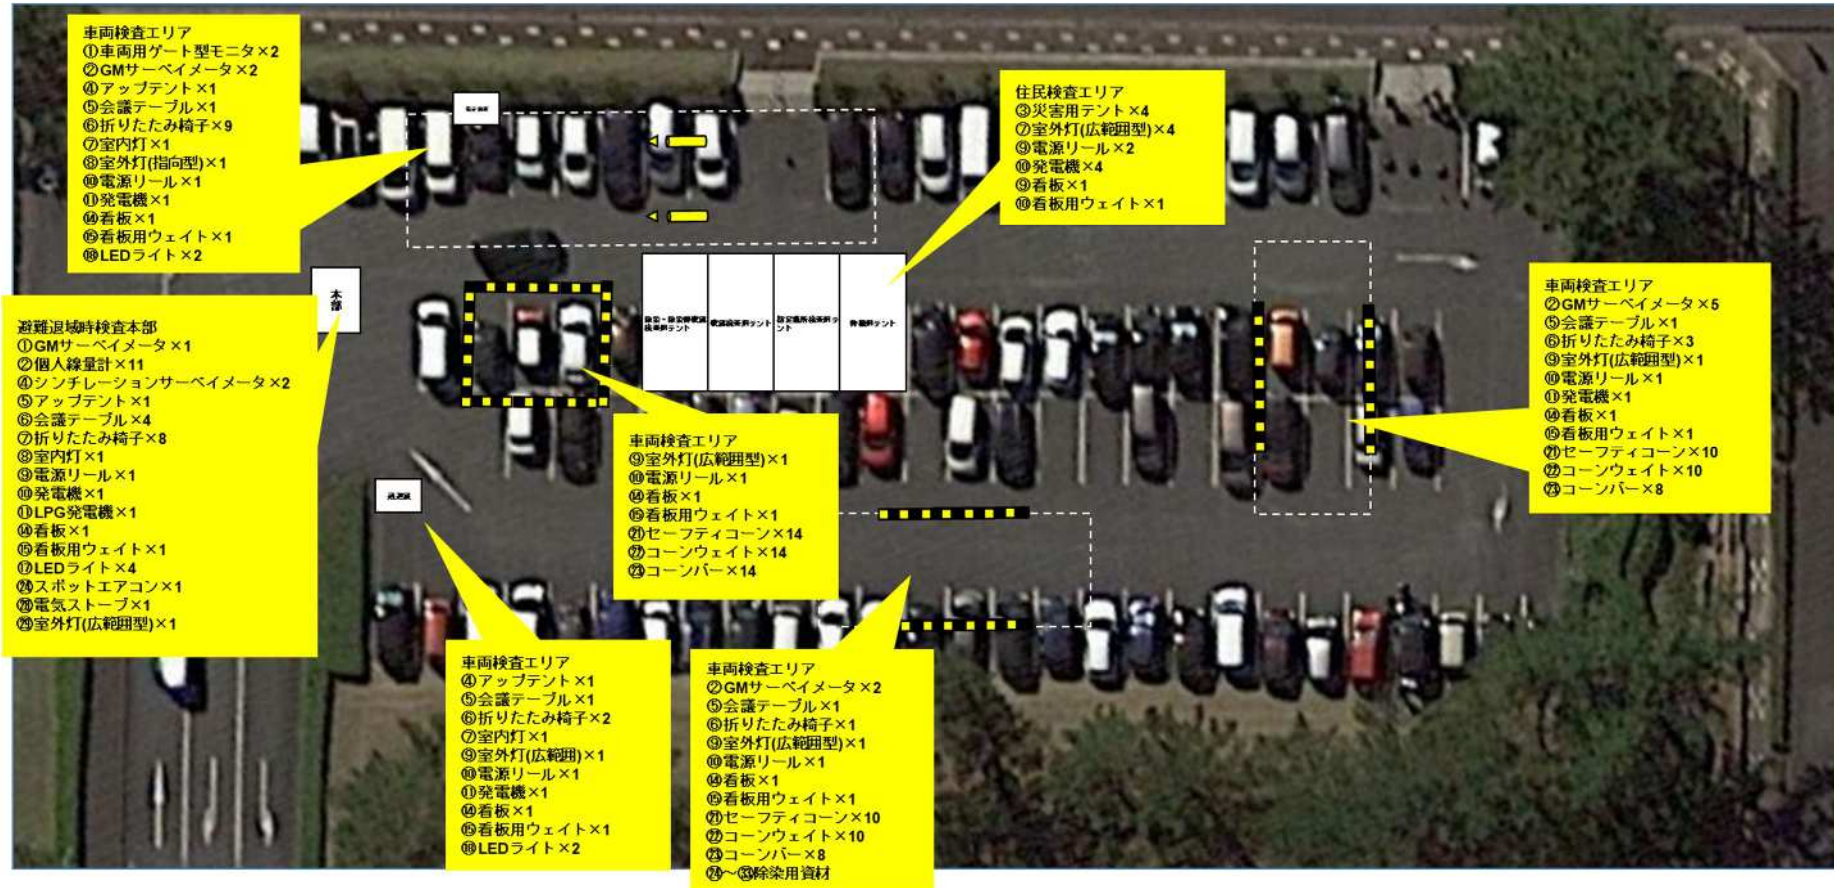 車両検査エリア
①車両用ゲート型モニタ×2
②GMサーベイメータ×2
④アップテント×1
⑤会議テーブル×1
⑥折りたたみ椅子×9
⑦室内灯×1
⑧室外灯(指向型)×1
⑩電源リール×1
⑪発電機×1
⑭看板×1
⑮看板用ウェイト×1
⑱LEDライト×2
住民検査エリア
③災害用テント×4
⑦室外灯(広範囲型)×4
⑨電源リール×2
⑩発電機×4
⑨看板×1
⑩看板用ウェイト×1
本部
避難退域時検査本部
①GMサーベイメータ×1
②個人線量計×11
④シンチレーションサーベイメータ×2
⑤アップテント×1
⑥会議テーブル×4
⑦折りたたみ椅子×8
⑧室内灯×1
⑨電源リール×1
⑩発電機×1
⑪LPG発電機×1
⑭看板×1
⑮看板用ウェイト×1
⑰LEDライト×4
スポットエアコン×1
電気ストーブ×1
室外灯(広範囲型)×1
車両検査エリア
②GMサーベイメータ×5
⑤会議テーブル×1
⑥折りたたみ椅子×3
⑨室外灯(広範囲型)×1
⑩電源リール×1
⑪発電機×1
⑭看板×1
⑮看板用ウェイト×1
㉑セーフティコーン×10
㉒コーンウェイト×10
㉓コーンバー×8
車両検査エリア
⑨室外灯(広範囲型)×1
⑩電源リール×1
⑭看板×1
⑮看板用ウェイト×1
㉑セーフティコーン×14
㉒コーンウェイト×14
㉓コーンバー×14
車両検査エリア
④アップテント×1
⑤会議テーブル×1
⑥折りたたみ椅子×2
⑦室内灯×1
⑨室外灯(広範囲)×1
⑩電源リール×1
⑪発電機×1
⑭看板×1
⑮看板用ウェイト×1
⑱LEDライト×2
車両検査エリア
②GMサーベイメータ×2
⑤会議テーブル×1
⑥折りたたみ椅子×1
⑨室外灯(広範囲型)×1
⑩電源リール×1
⑭看板×1
⑮看板用ウェイト×1
㉑セーフティコーン×10
㉒コーンウェイト×10
㉓コーンバー×8
㉔～㉝除染用資材